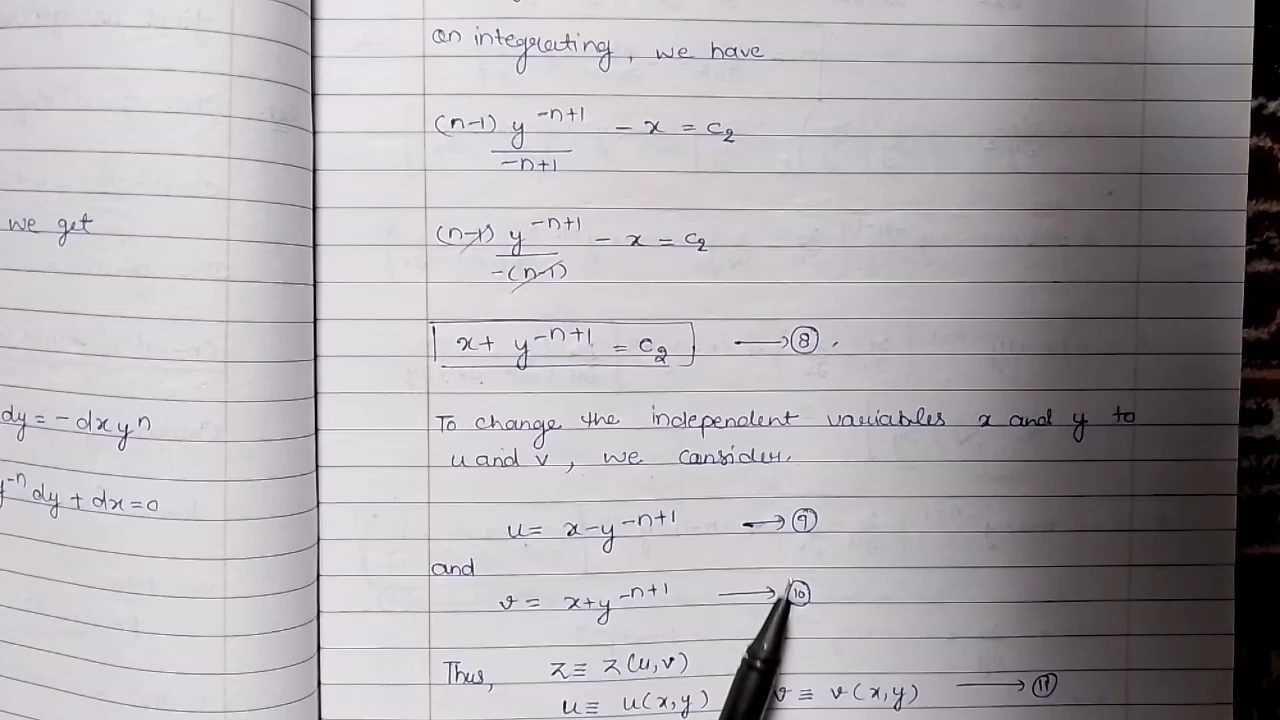 we get
dy = - dx yⁿ
y⁻ⁿ dy + dx = 0
on integrating, we have
(n-1) y^{-n+1} / -n+1 - x = c₂
(n-1) y^{-n+1} / -(n-1) - x = c₂
x + y^{-n+1} = c₂ → ⑧ .
To change the independent variables x and y to
u and v, we consider.
u = x - y^{-n+1} → ⑨
and
v = x + y^{-n+1} → ⑩
Thus, z ≡ z(u,v)
u ≡ u(x,y) v ≡ v(x,y) → ⑪